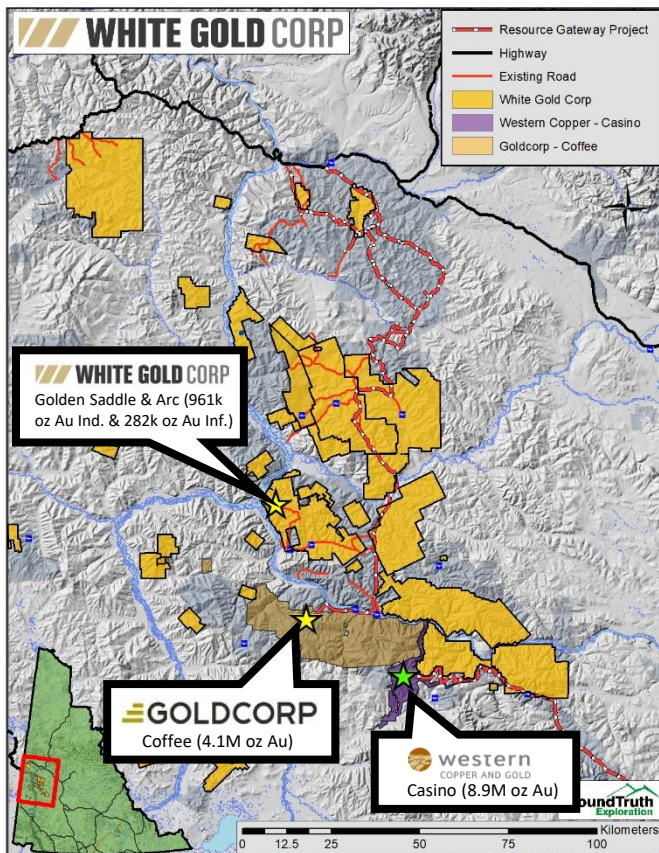 WHITE GOLD CORP
Resource Gateway Project
Highway
Existing Road
White Gold Corp
Western Copper - Casino
Goldcorp - Coffee
WHITE GOLD CORP
Golden Saddle & Arc (961k
oz Au Ind. & 282k oz Au Inf.)
GOLDCORP
Coffee (4.1M oz Au)
western
COPPER AND GOLD
Casino (8.9M oz Au)
oundTruth
Exploration
Kilometers
0 12.5 25 50 75 100